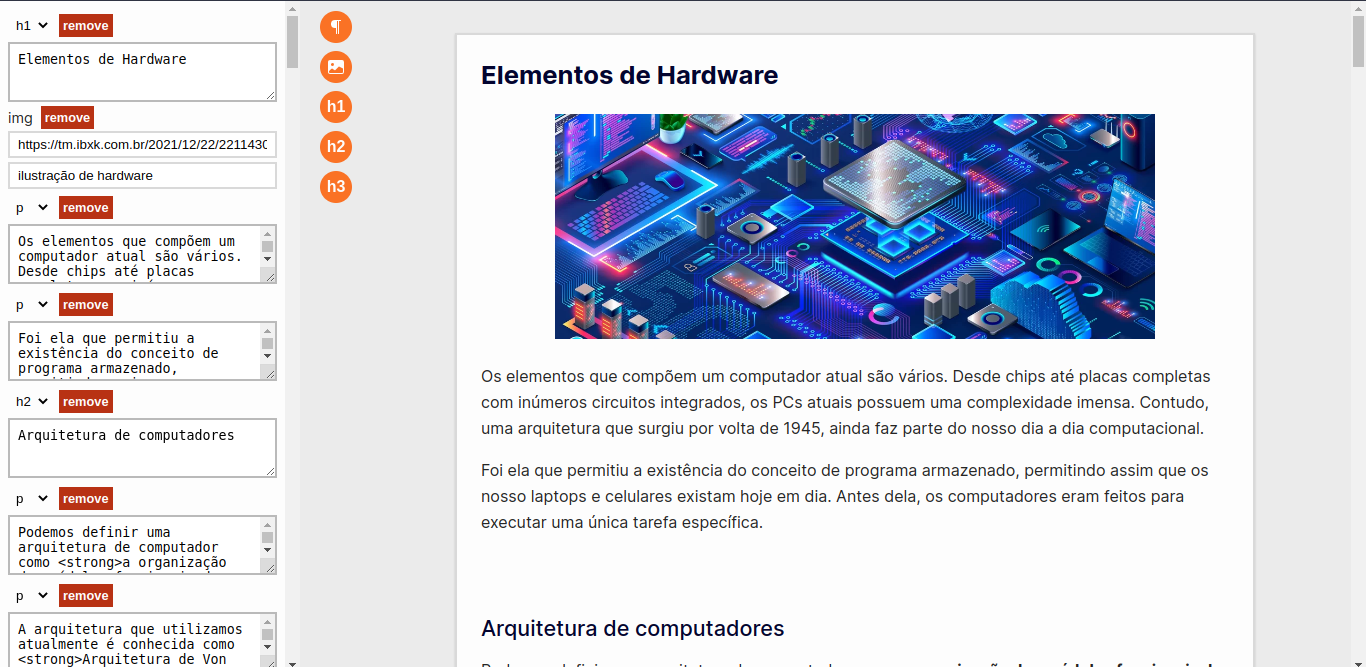 h1 remove
Elementos de Hardware
img remove
https://tm.ibxk.com.br/2021/12/22/2211430
ilustração de hardware
p remove
Os elementos que compõem um
computador atual são vários.
Desde chips até placas
p remove
Foi ela que permitiu a
existência do conceito de
programa armazenado,
h2 remove
Arquitetura de computadores
p remove
Podemos definir uma
arquitetura de computador
como <strong>a organização
p remove
A arquitetura que utilizamos
atualmente é conhecida como
<strong>Arquitetura de Von
¶
h1
h2
h3
Elementos de Hardware
Os elementos que compõem um computador atual são vários. Desde chips até placas completas
com inúmeros circuitos integrados, os PCs atuais possuem uma complexidade imensa. Contudo,
uma arquitetura que surgiu por volta de 1945, ainda faz parte do nosso dia a dia computacional.
Foi ela que permitiu a existência do conceito de programa armazenado, permitindo assim que os
nosso laptops e celulares existam hoje em dia. Antes dela, os computadores eram feitos para
executar uma única tarefa específica.
Arquitetura de computadores